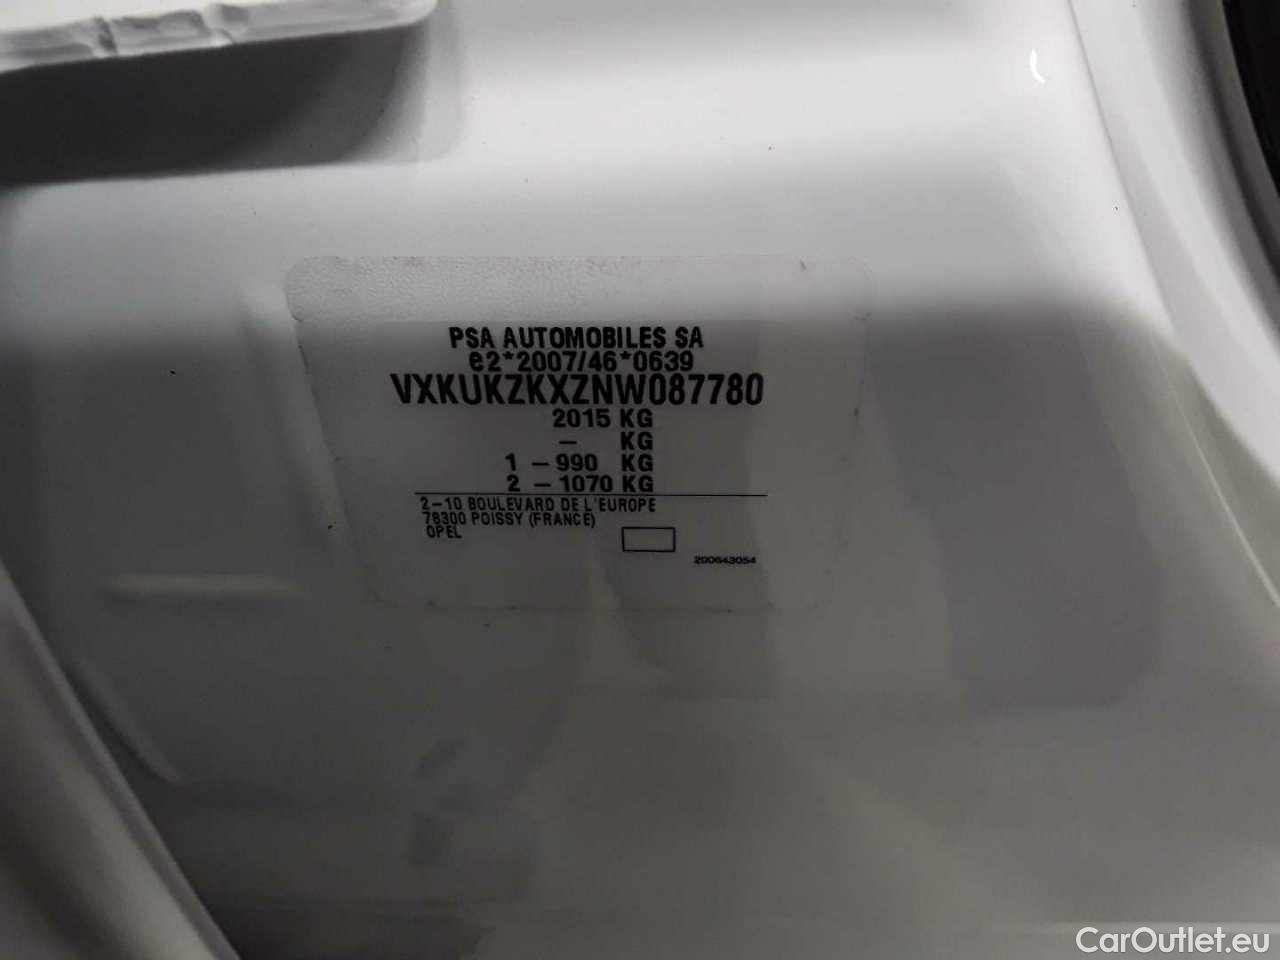 PSA AUTOMOBILES SA
e2*2007/46*0639
VXKUKZKXZNW087780
2015 KG
– KG
1 – 990 KG
2 – 1070 KG
2–10 BOULEVARD DE L'EUROPE
78300 POISSY (FRANCE)
OPEL
200643054
CarOutlet.eu